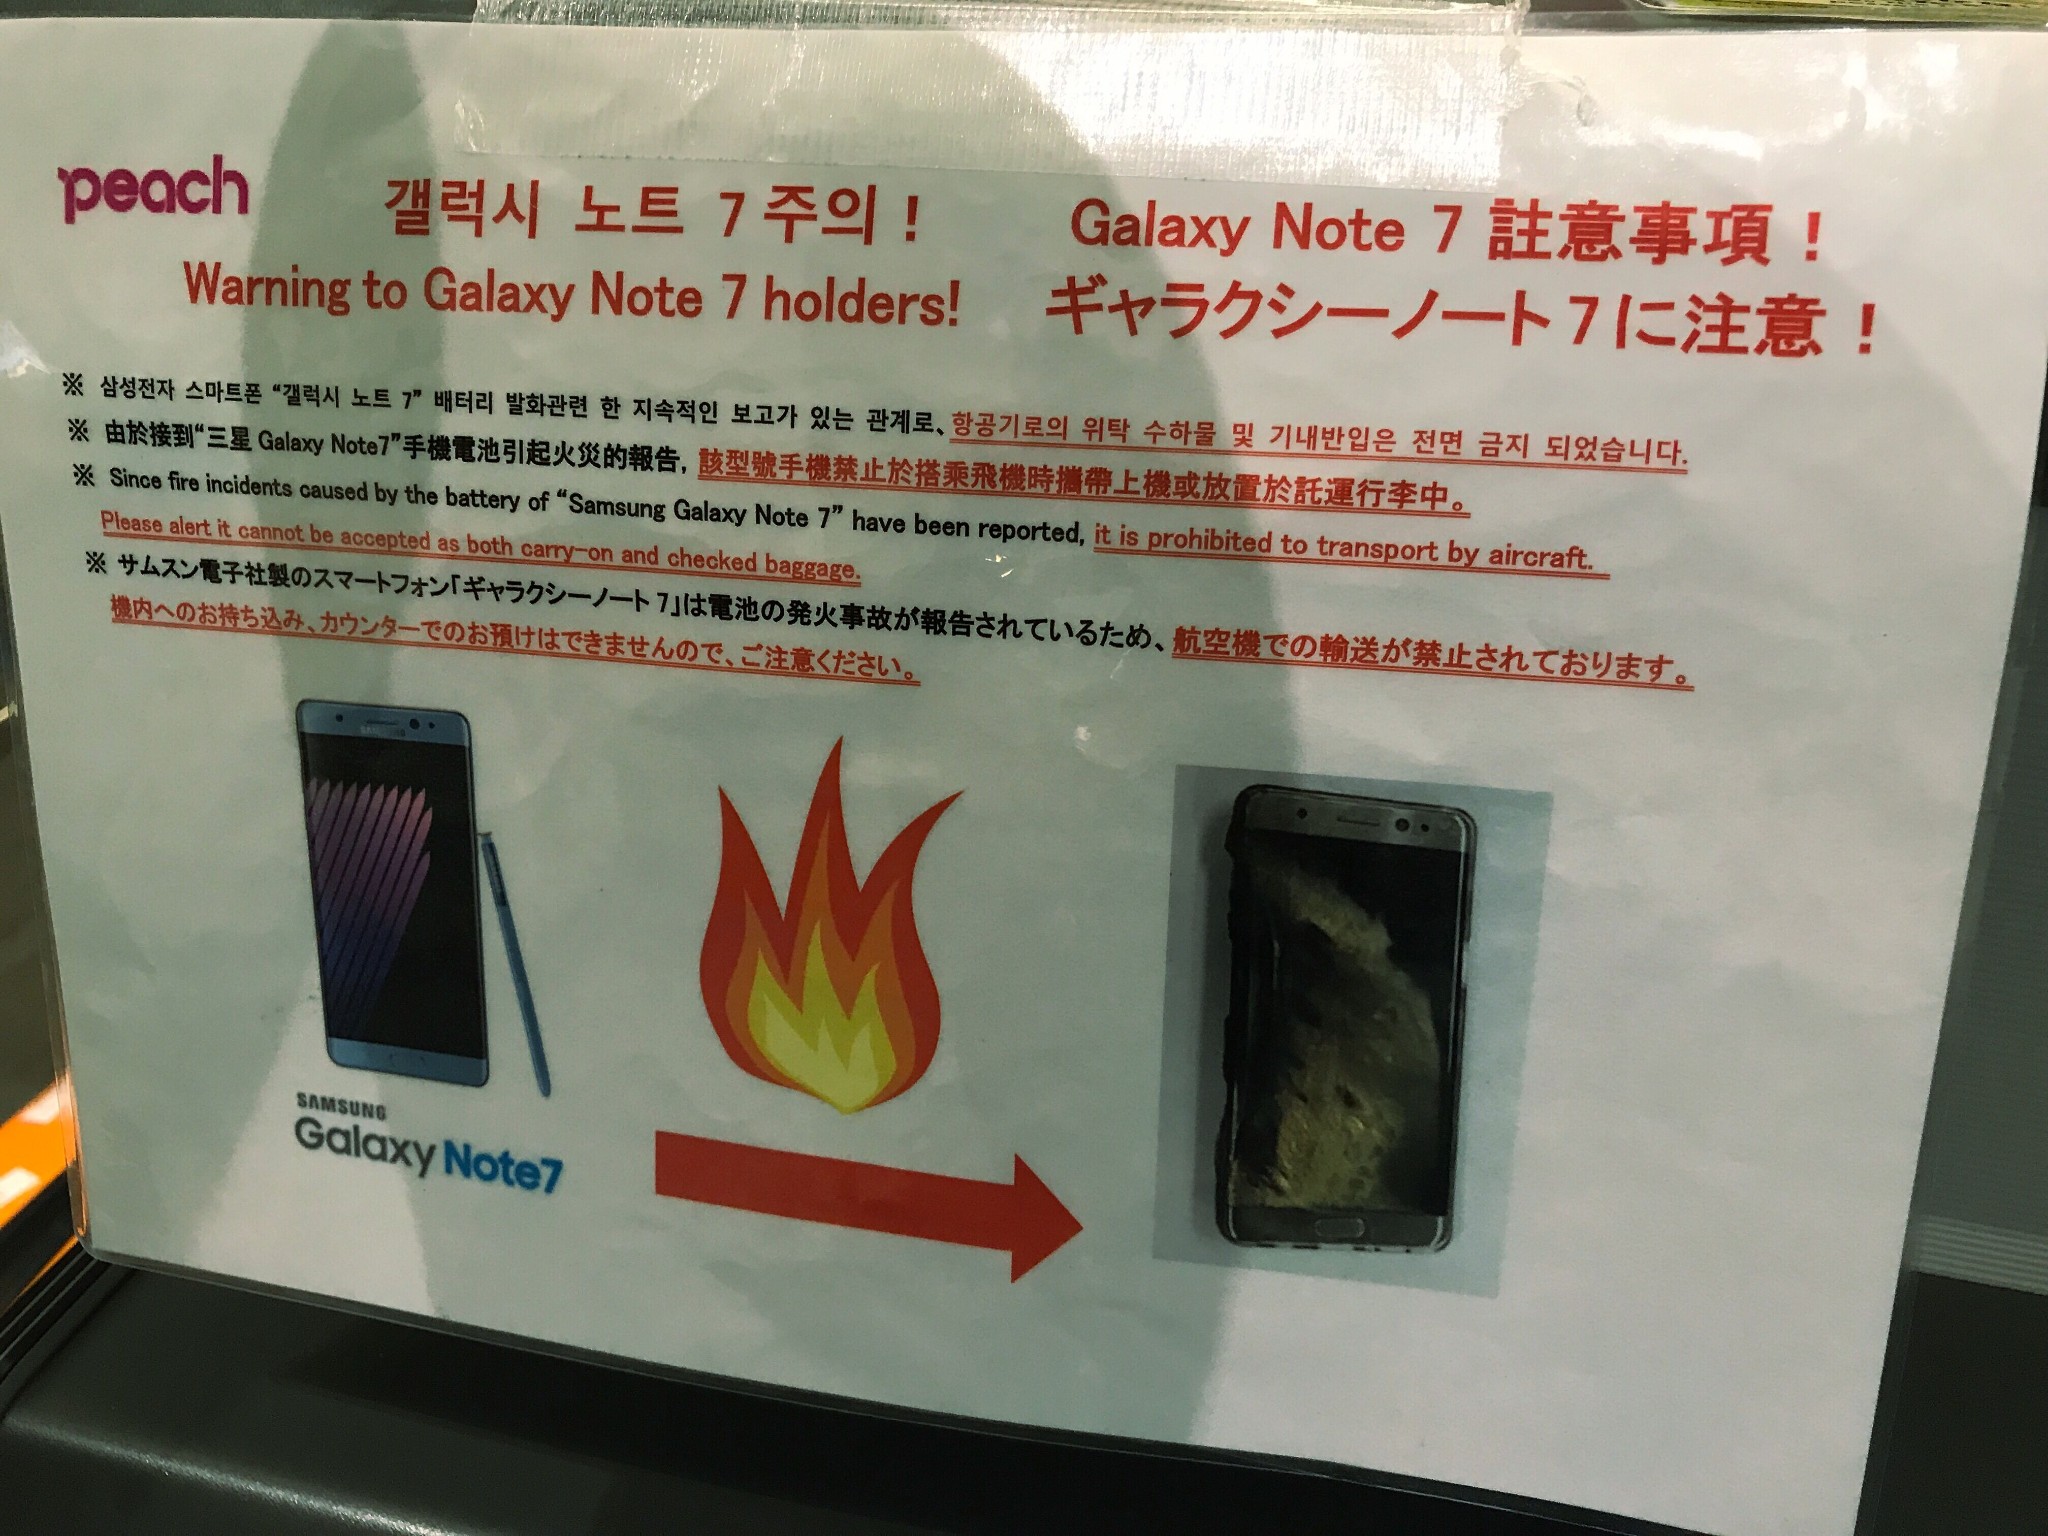 peach
갤럭시 노트 7 주의!
Warning to Galaxy Note 7 holders!
Galaxy Note 7 註意事項!
ギャラクシーノート7に注意!
※ 삼성전자 스마트폰 “갤럭시 노트 7” 배터리 발화관련 한 지속적인 보고가 있는 관계로, 항공기로의 위탁 수하물 및 기내반입은 전면 금지 되었습니다.
※ 由於接到“三星 Galaxy Note7”手機電池引起火災的報告, 該型號手機禁止於搭乘飛機時攜帶上機或放置於託運行李中。
※ Since fire incidents caused by the battery of “Samsung Galaxy Note 7” have been reported, it is prohibited to transport by aircraft.
Please alert it cannot be accepted as both carry-on and checked baggage.
※ サムスン電子社製のスマートフォン「ギャラクシーノート7」は電池の発火事故が報告されているため、航空機での輸送が禁止されております。
機内へのお持ち込み、カウンターでのお預けはできませんので、ご注意ください。
SAMSUNG
SAMSUNG
Galaxy Note7